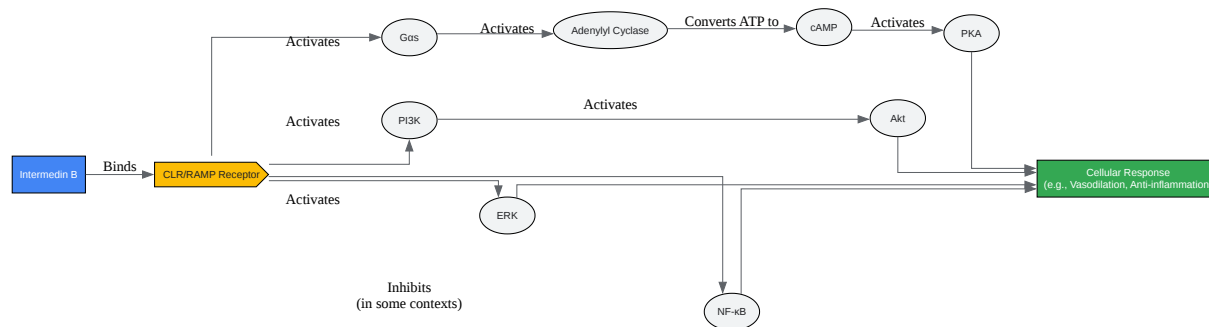 Activates
Gαs
Activates
Adenylyl Cyclase
Converts ATP to
cAMP
Activates
PKA
Activates
PI3K
Activates
Akt
Intermedin B
Binds
CLR/RAMP Receptor
Cellular Response
(e.g., Vasodilation, Anti-inflammation
Activates
ERK
Inhibits
(in some contexts)
NF-κB